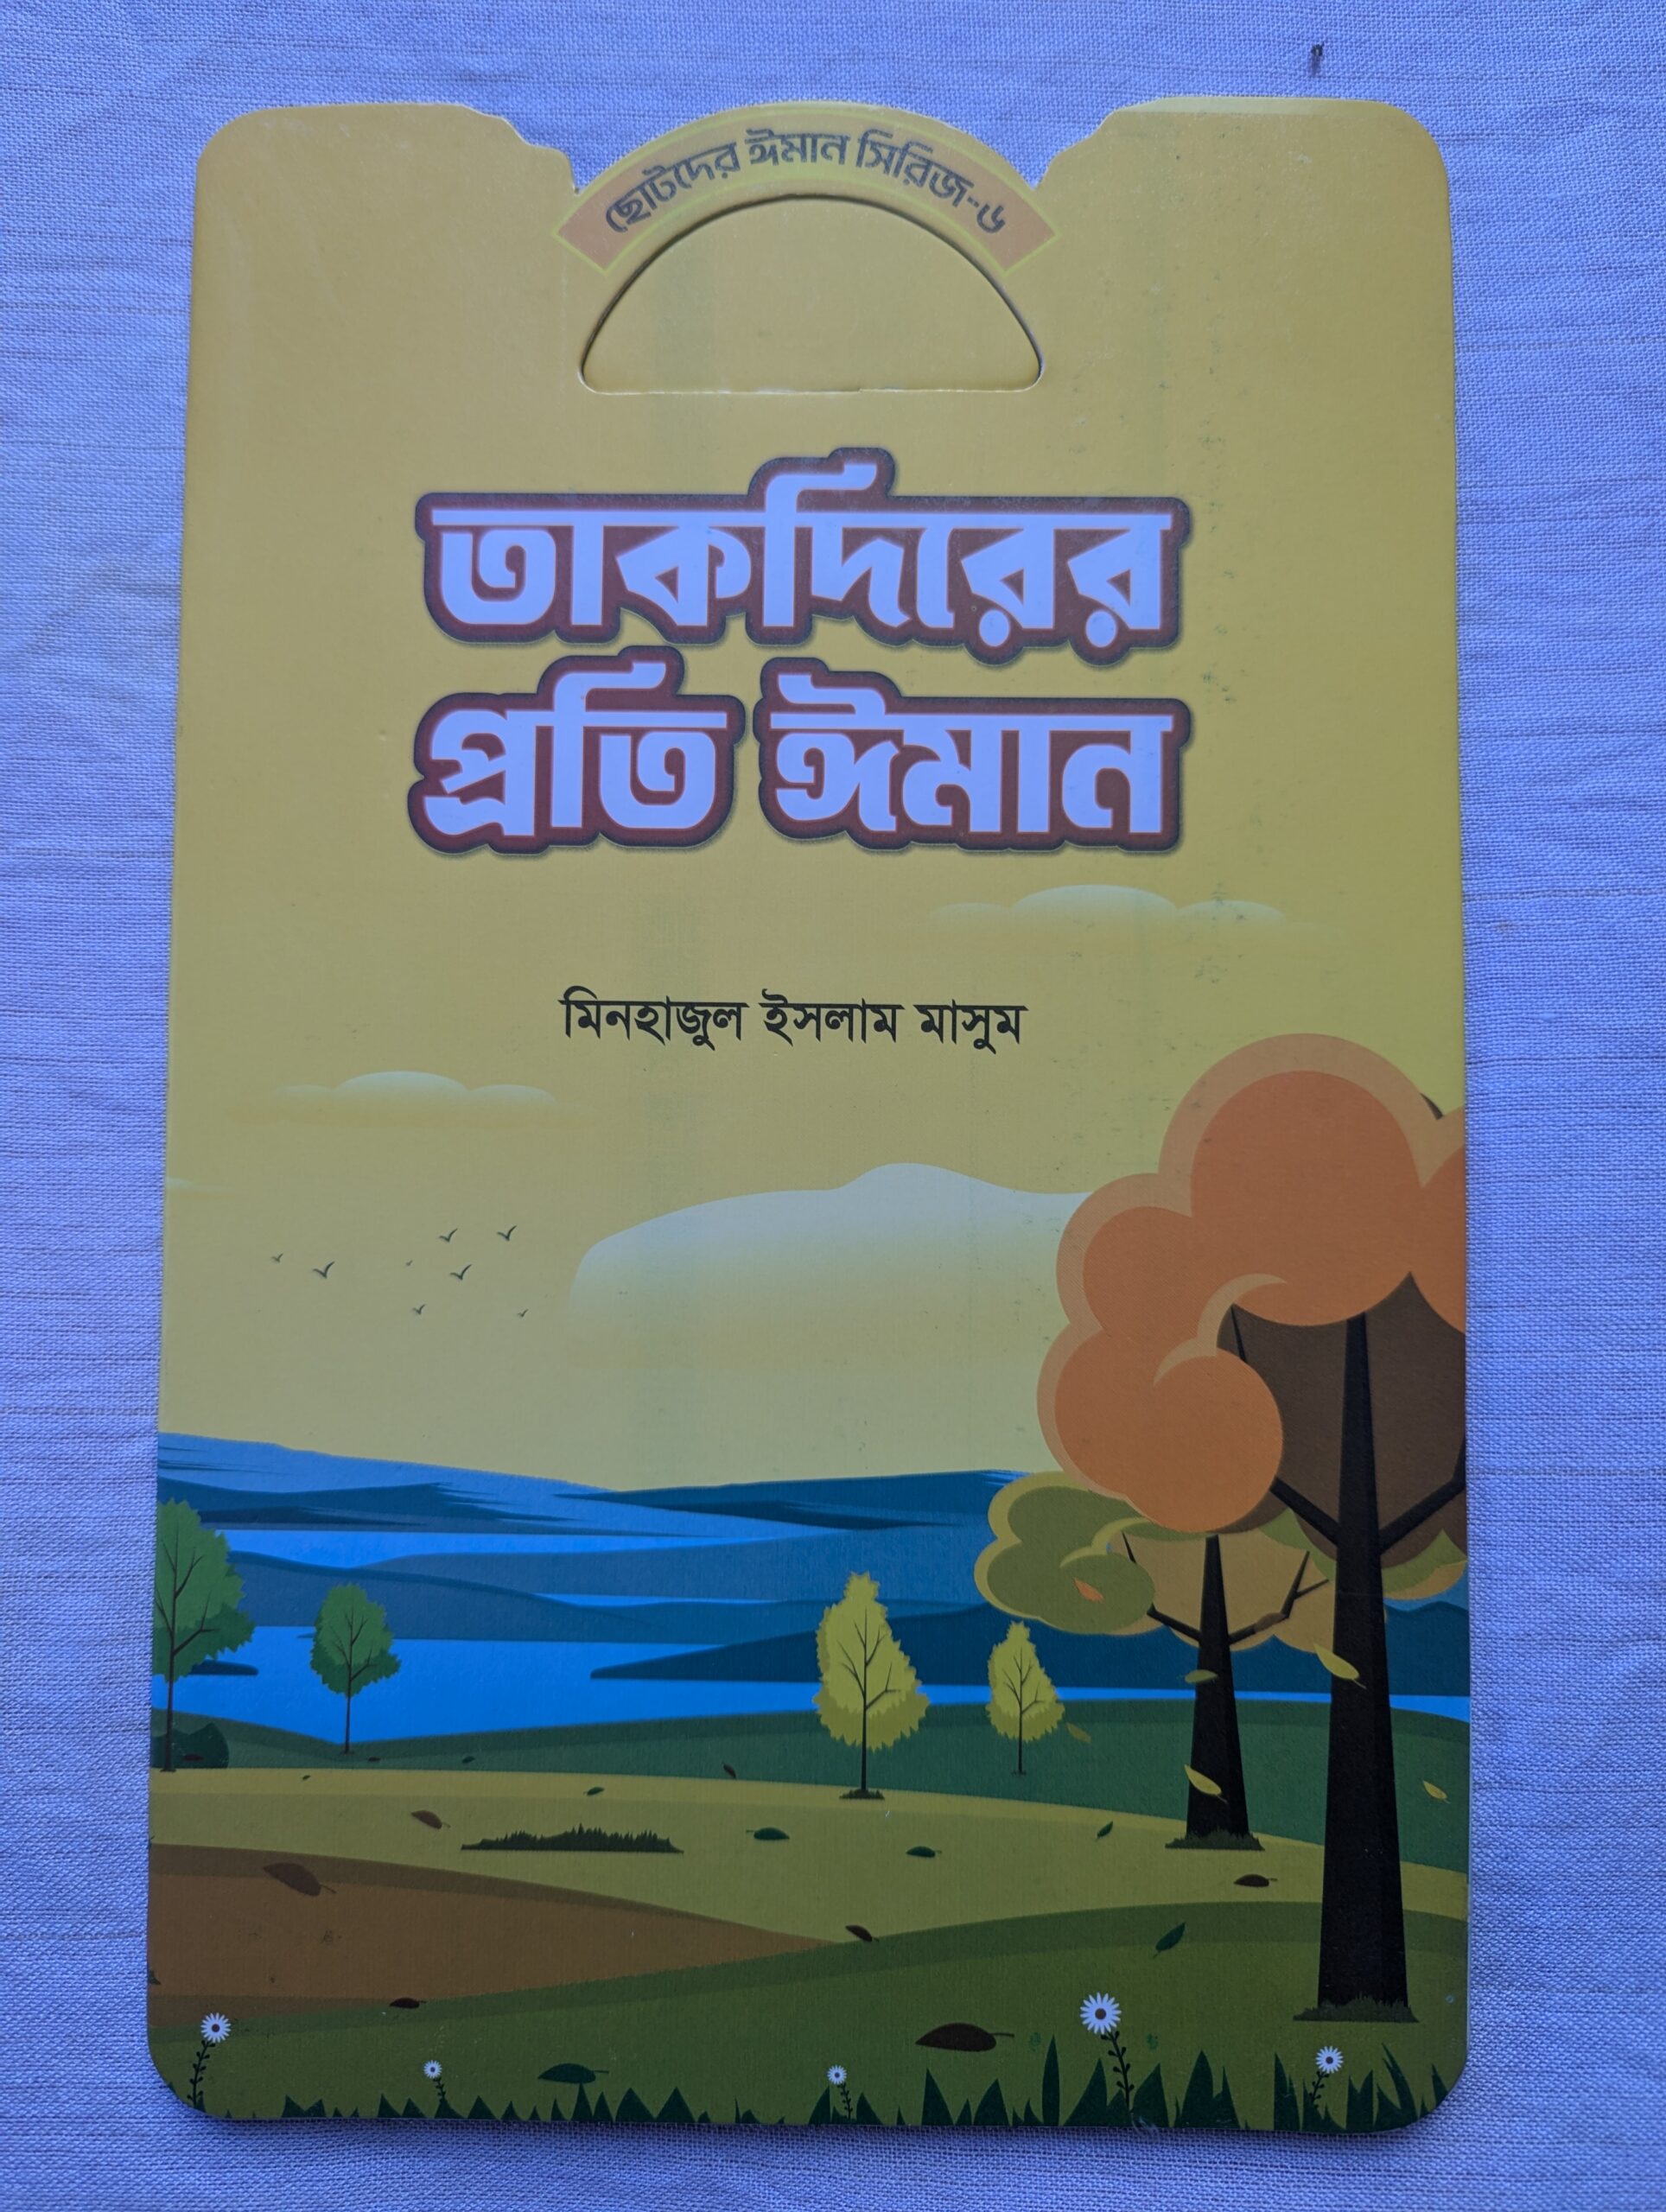 ছোটদের ঈমান সিরিজ-৬
তাকদিরের
প্রতি ঈমান
মিনহাজুল ইসলাম মাসুম